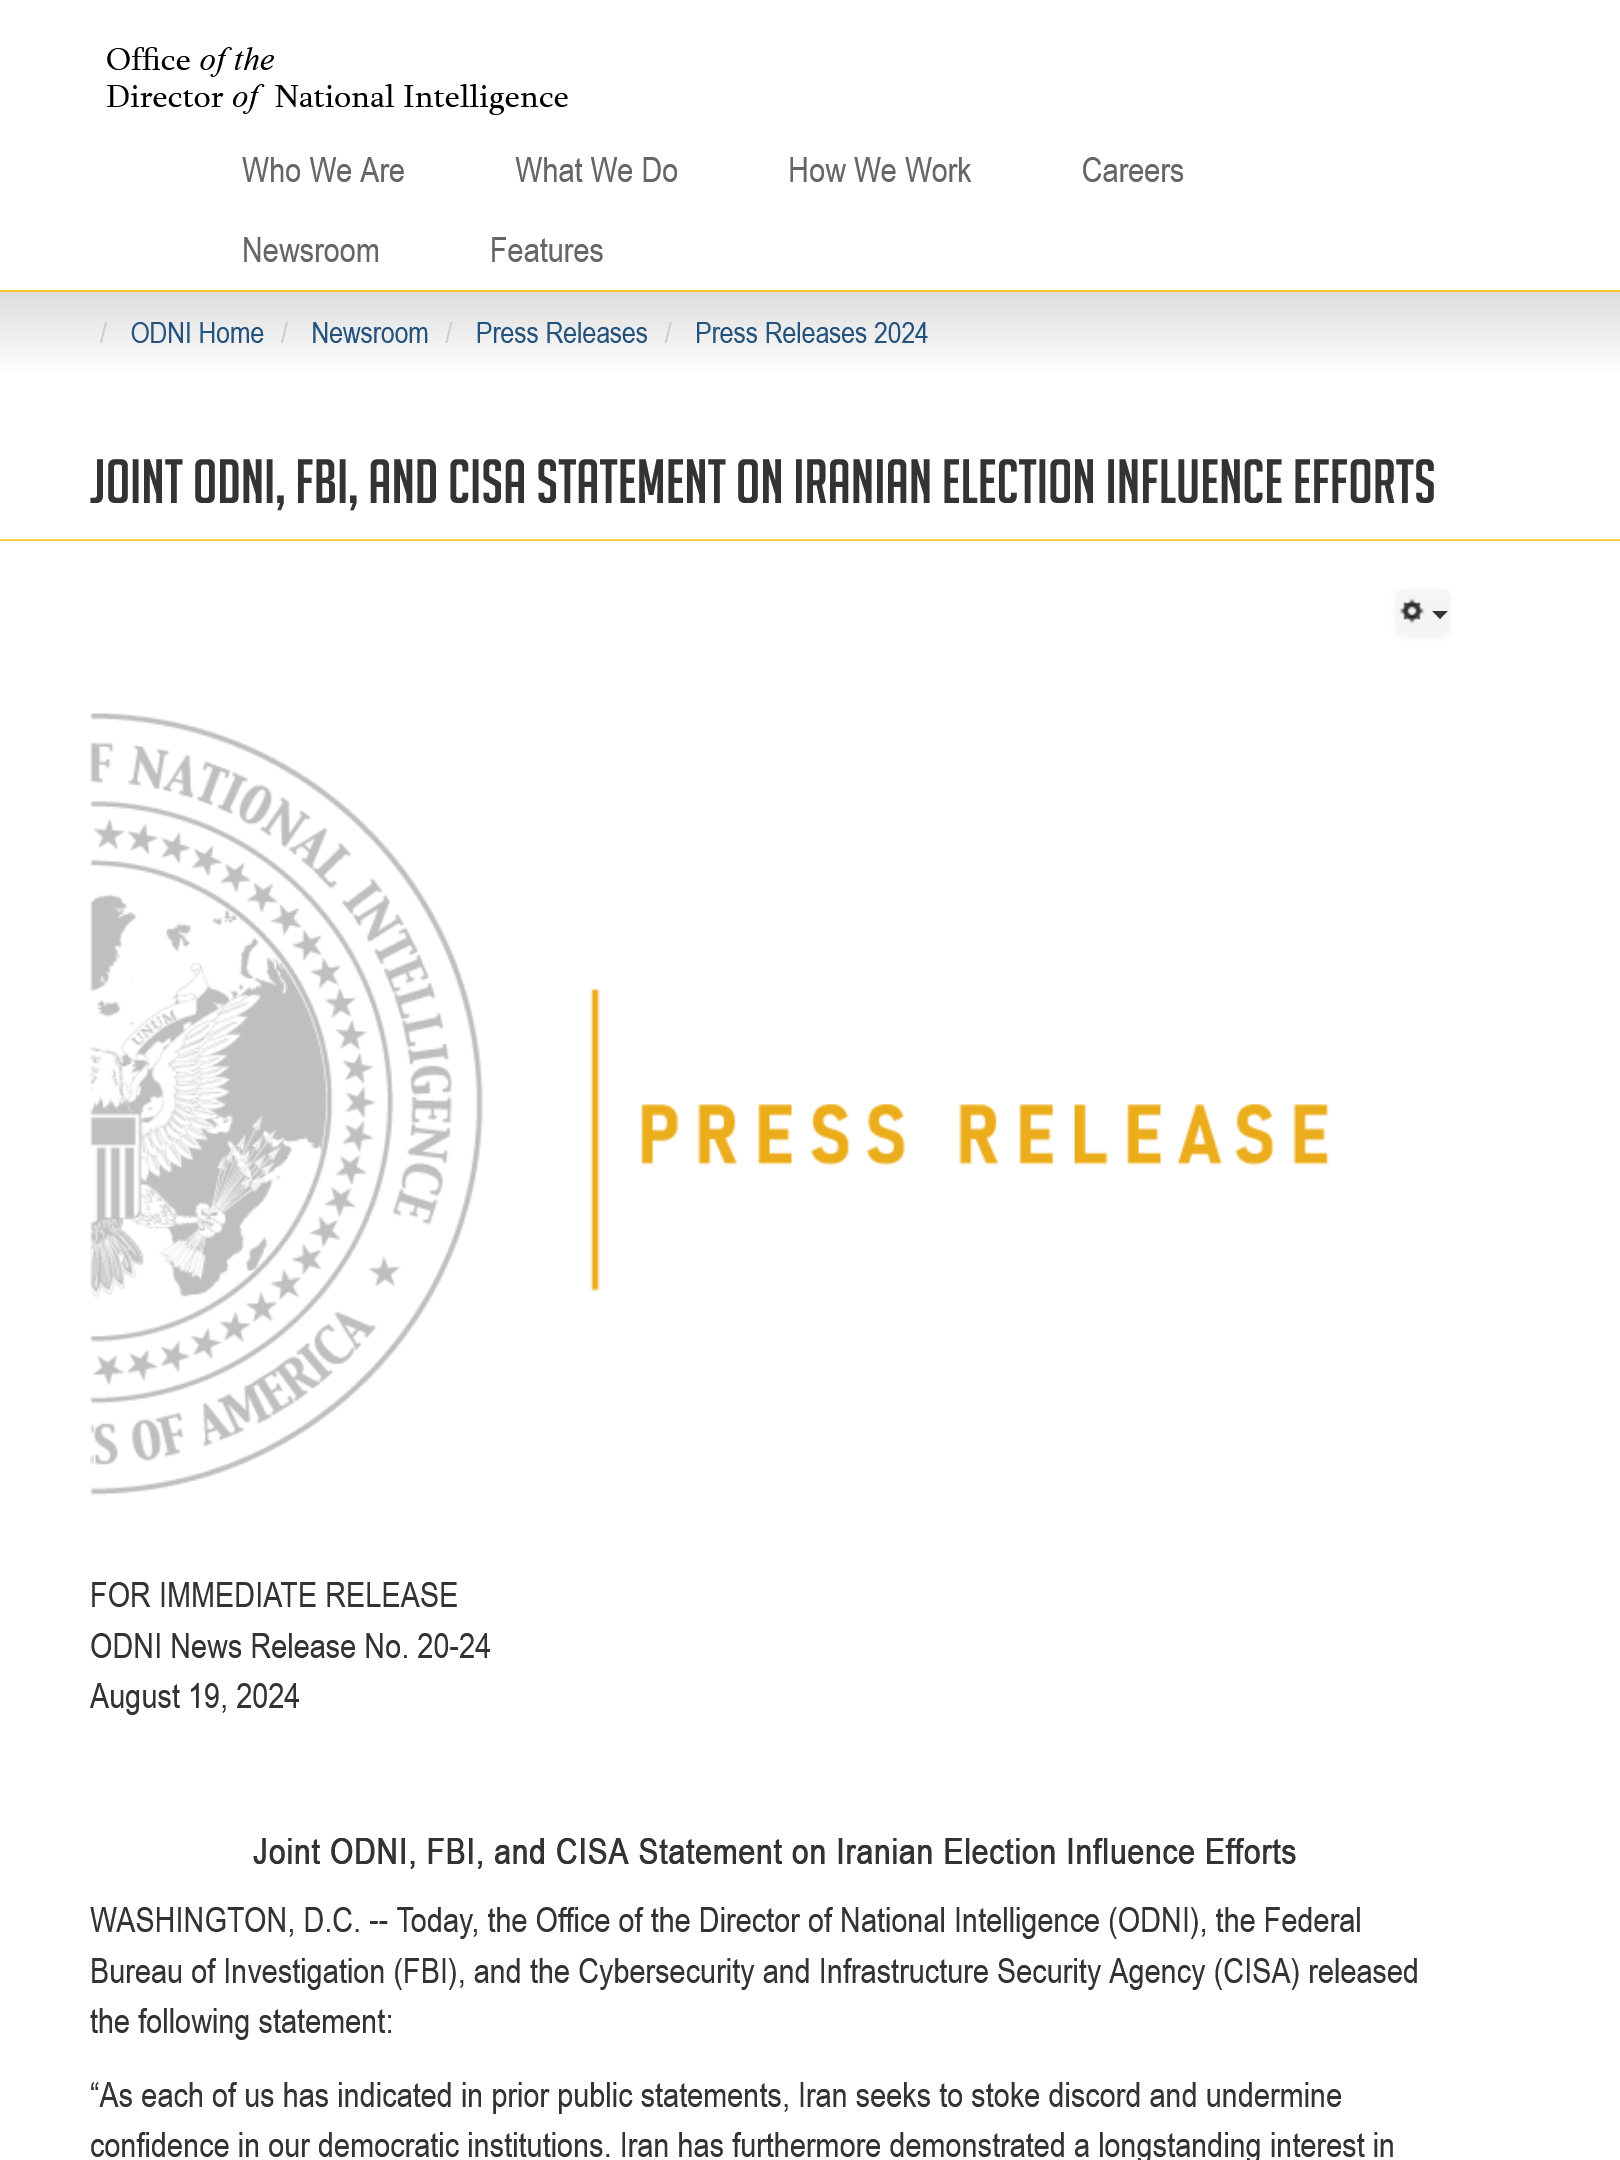 Office of the
Director of National Intelligence
Who We Are What We Do How We Work Careers
Newsroom Features
/ ODNI Home / Newsroom / Press Releases / Press Releases 2024
JOINT ODNI, FBI, AND CISA STATEMENT ON IRANIAN ELECTION INFLUENCE EFFORTS
F NATIONAL INTELLIGENCE
UNUM
S OF AMERICA
PRESS RELEASE
FOR IMMEDIATE RELEASE
ODNI News Release No. 20-24
August 19, 2024
Joint ODNI, FBI, and CISA Statement on Iranian Election Influence Efforts
WASHINGTON, D.C. -- Today, the Office of the Director of National Intelligence (ODNI), the Federal
Bureau of Investigation (FBI), and the Cybersecurity and Infrastructure Security Agency (CISA) released
the following statement:
“As each of us has indicated in prior public statements, Iran seeks to stoke discord and undermine
confidence in our democratic institutions. Iran has furthermore demonstrated a longstanding interest in